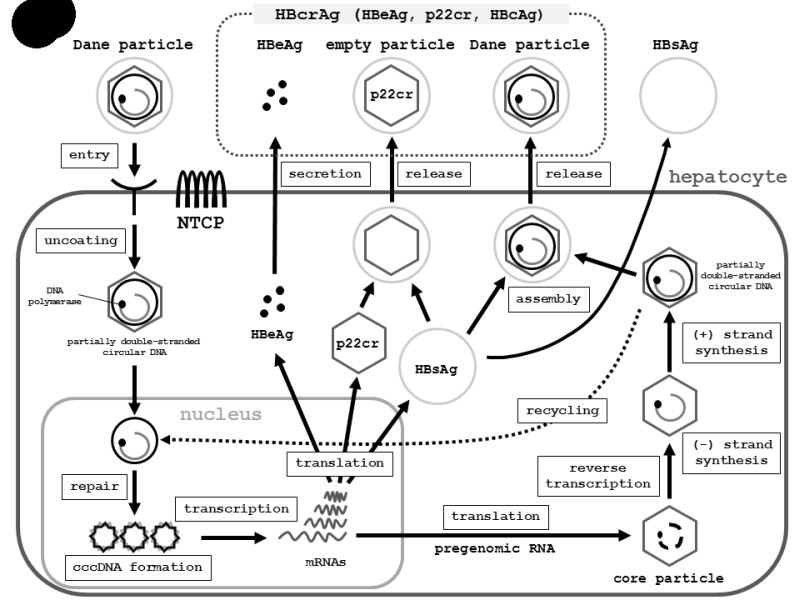 HBcrAg (HBeAg, p22cr, HBcAg)
Dane particle
HBeAg
empty particle
Dane particle
HBsAg
p22cr
entry
secretion
release
release
hepatocyte
NTCP
uncoating
DNA
polymerase
partially double-stranded
circular DNA
HBeAg
p22cr
HBsAg
assembly
partially
double-stranded
circular DNA
(+) strand
synthesis
recycling
nucleus
(-) strand
synthesis
translation
reverse
transcription
repair
transcription
translation
pregenomic RNA
cccDNA formation
mRNAs
core particle